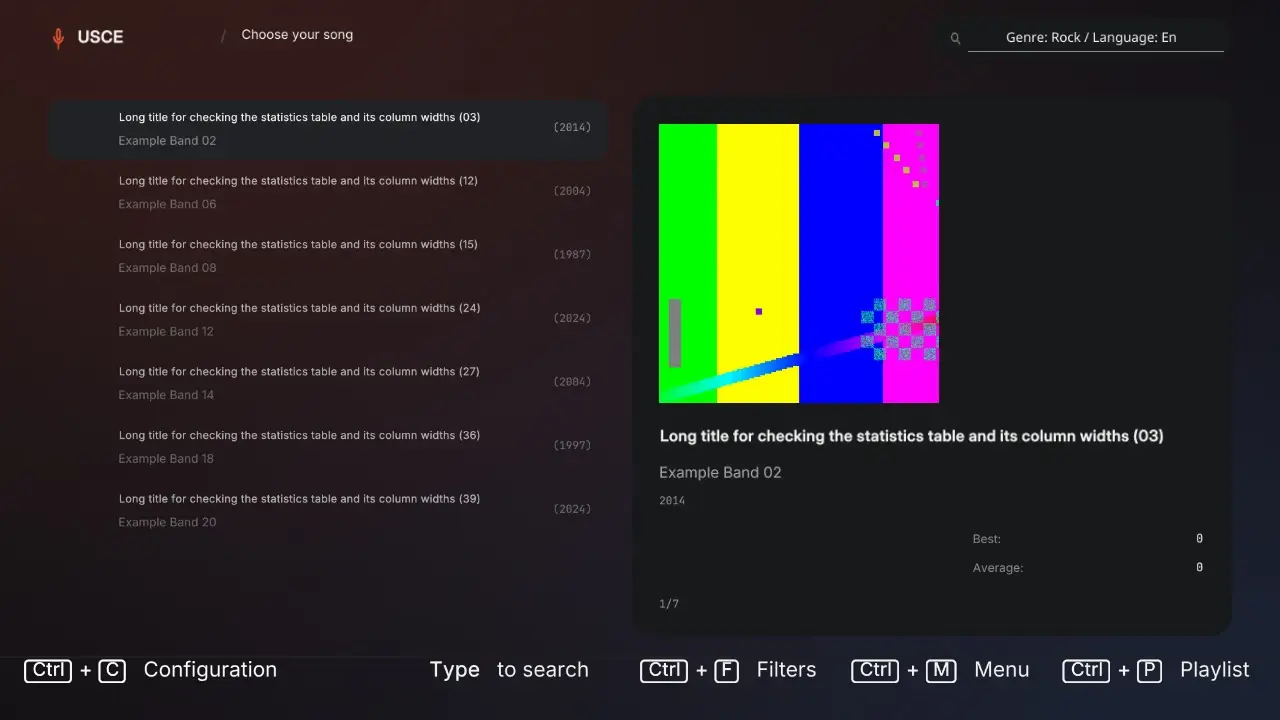 USCE / Choose your song
Genre: Rock / Language: En
Long title for checking the statistics table and its column widths (03)
Example Band 02
(2014)
Long title for checking the statistics table and its column widths (12)
Example Band 06
(2004)
Long title for checking the statistics table and its column widths (15)
Example Band 08
(1987)
Long title for checking the statistics table and its column widths (24)
Example Band 12
(2024)
Long title for checking the statistics table and its column widths (27)
Example Band 14
(2004)
Long title for checking the statistics table and its column widths (36)
Example Band 18
(1997)
Long title for checking the statistics table and its column widths (39)
Example Band 20
(2024)
Long title for checking the statistics table and its column widths (03)
Example Band 02
2014
Best: 0
Average: 0
1/7
Ctrl + C Configuration Type to search Ctrl + F Filters Ctrl + M Menu Ctrl + P Playlist